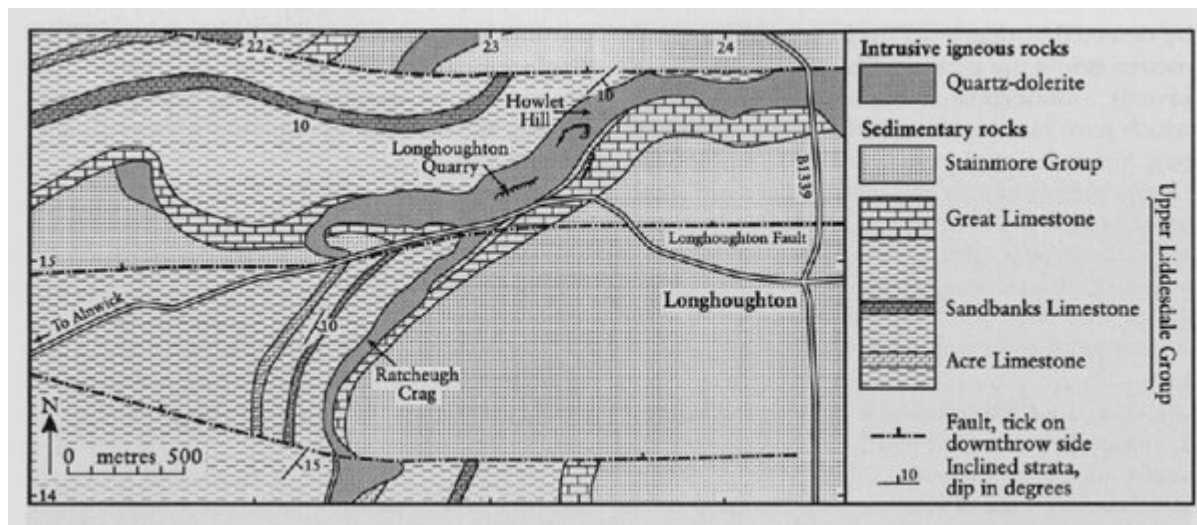 22
23
24
10
Howlet
Hill
10
Longhoughton
Quarry
B1339
Longhoughton Fault
15
To Alnwick
Longhoughton
10
Ratcheugh
Crag
N
0 metres 500
15
14
Intrusive igneous rocks
Quartz-dolerite
Sedimentary rocks
Stainmore Group
Great Limestone
Sandbanks Limestone
Acre Limestone
Upper Liddesdale Group
Fault, tick on
downthrow side
10
Inclined strata,
dip in degrees